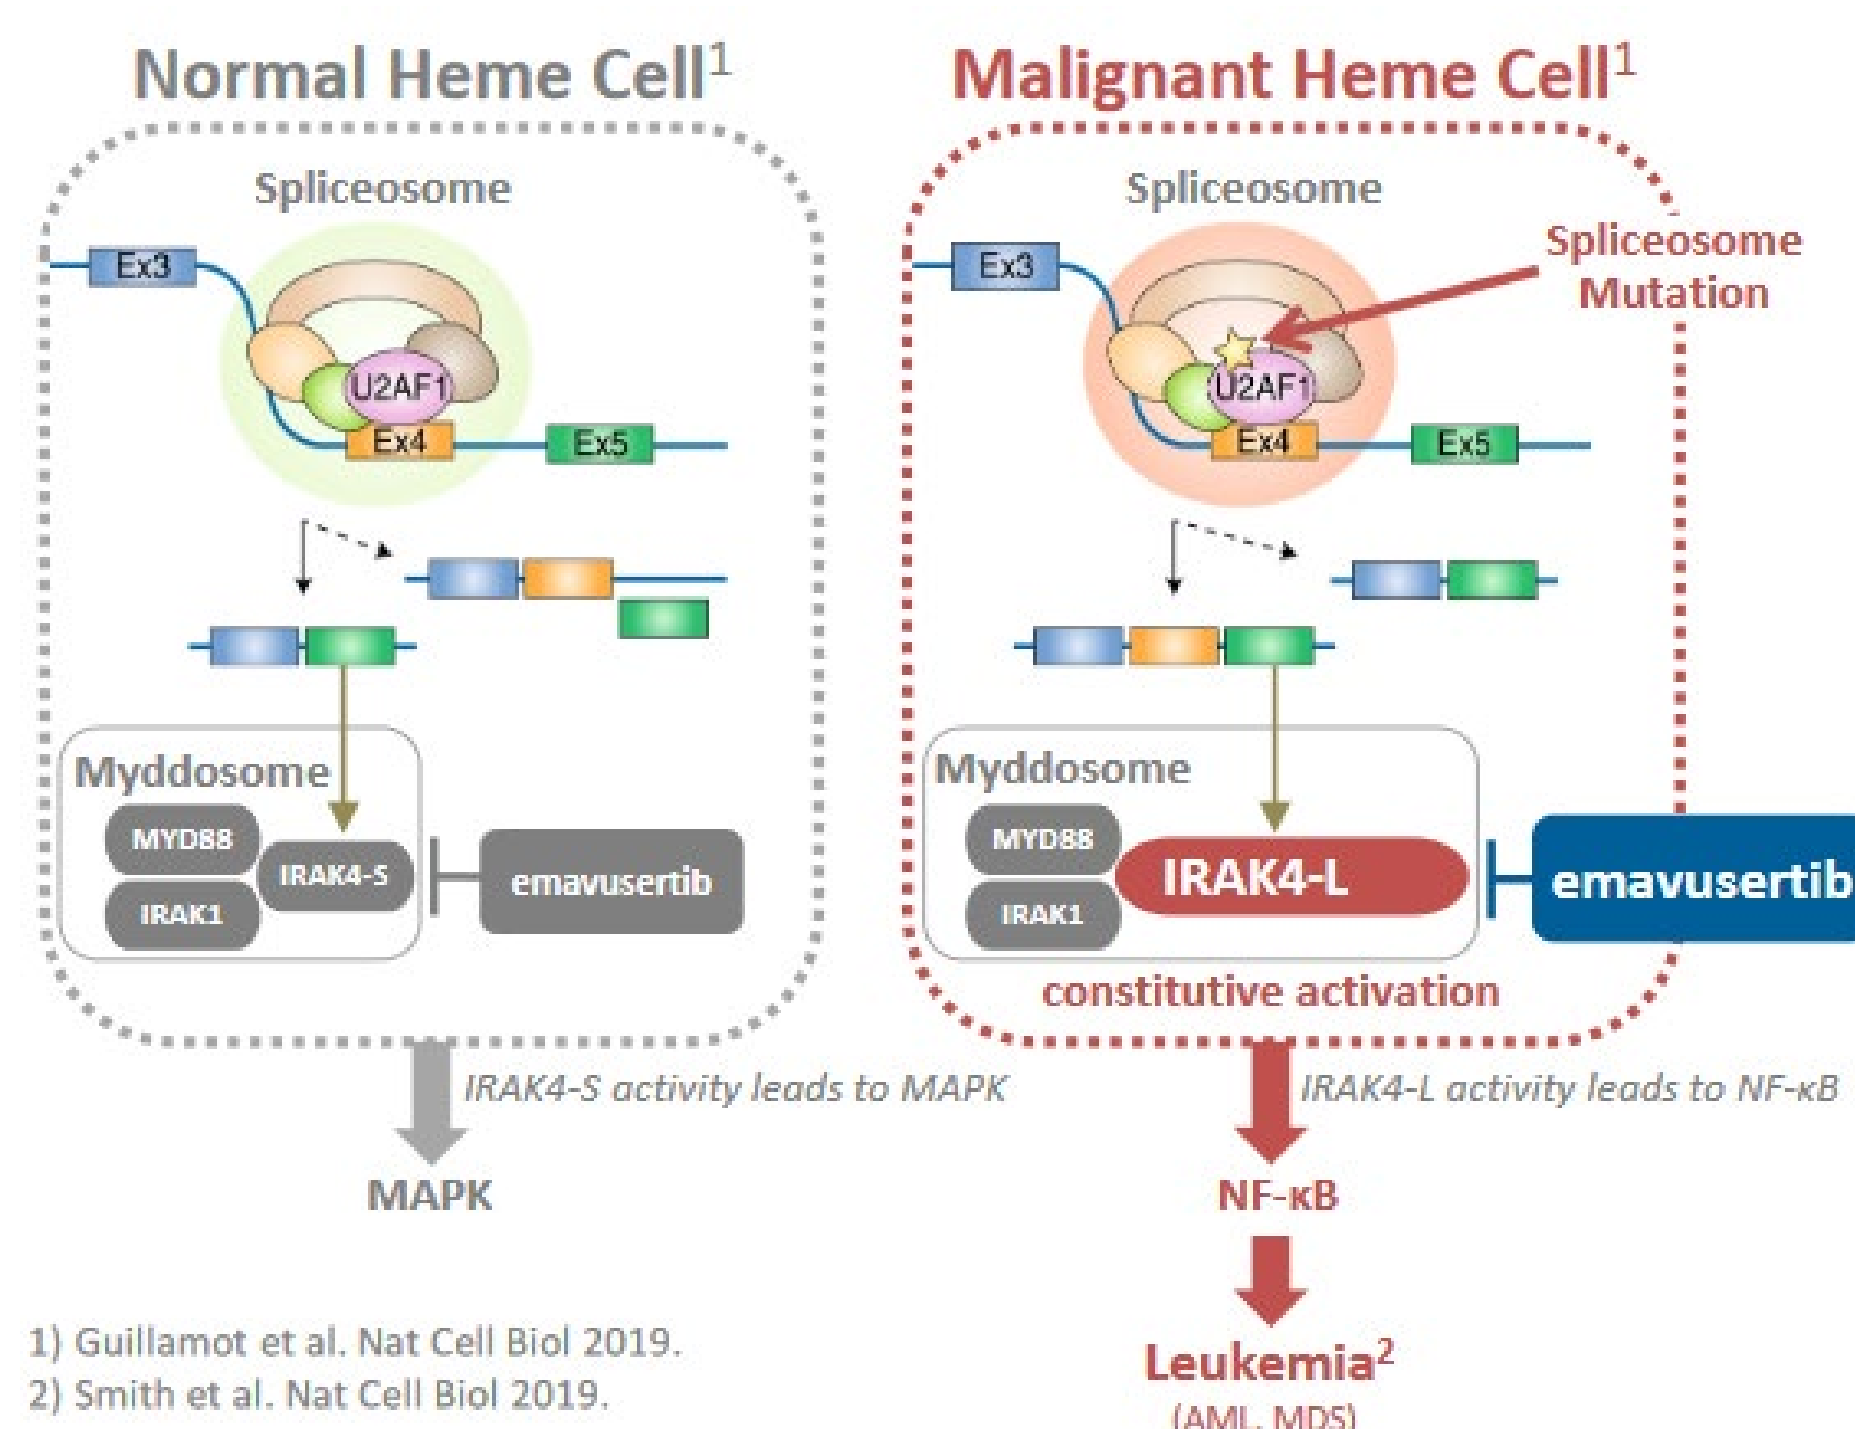 Normal Heme Cell1
Spliceosome
Ex3
U2AF1
Ex4
Ex5
Myddosome
MYD88
IRAK4-S
IRAK1
emavusertib
IRAK4-S activity leads to MAPK
MAPK
Malignant Heme Cell1
Spliceosome
Spliceosome
Mutation
Ex3
U2AF1
Ex4
Ex5
Myddosome
MYD88
IRAK4-L
IRAK1
emavusertib
constitutive activation
IRAK4-L activity leads to NF-κB
NF-κB
Leukemia2
(AML, MDS)
1) Guillamot et al. Nat Cell Biol 2019.
2) Smith et al. Nat Cell Biol 2019.